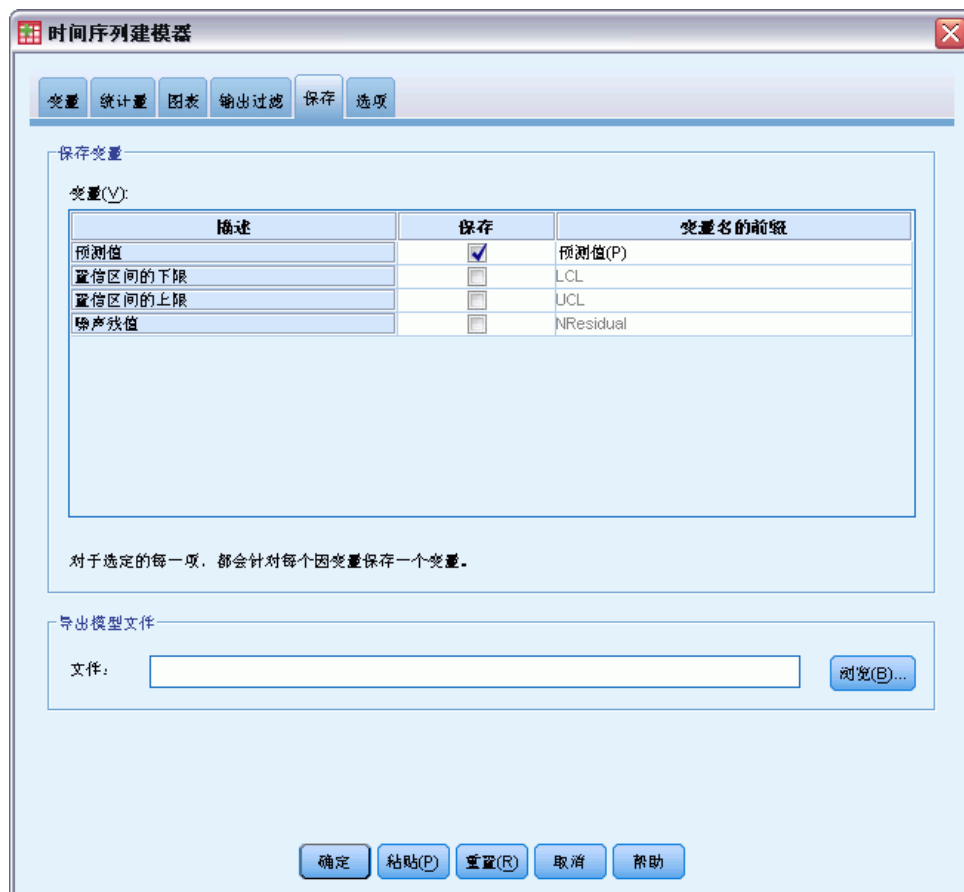 时间序列建模器
变量 统计量 图表 输出过滤 保存 选项
保存变量
变量(V):
描述 保存 变量名的前缀
预测值 预测值(P)
置信区间的下限 LCL
置信区间的上限 UCL
噪声残值 NResidual
对于选定的每一项，都会针对每个因变量保存一个变量。
导出模型文件
文件： 浏览(B)...
确定 粘贴(P) 重置(R) 取消 帮助